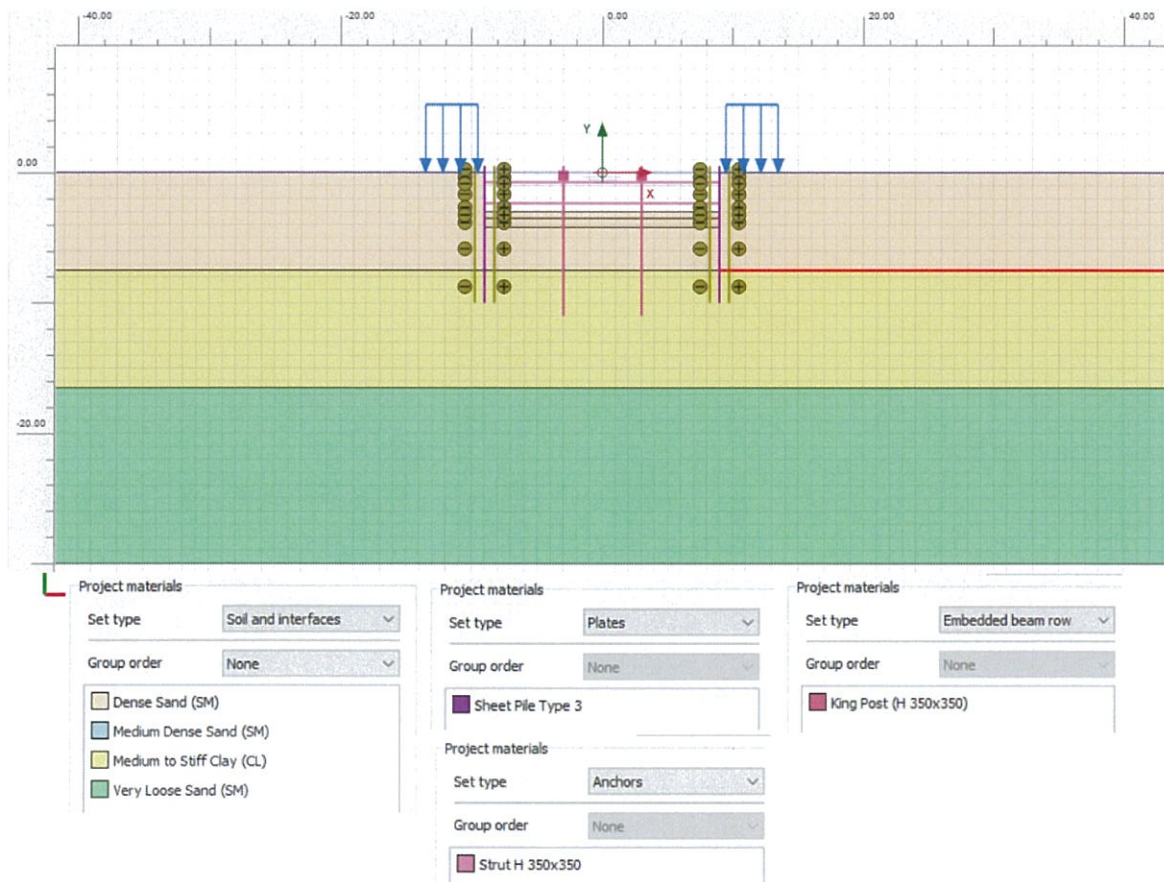 -40.00 -20.00 0.00 20.00 40.00
Y
0.00
X
-20.00
Project materials
Set type Soil and interfaces
Group order None
Dense Sand (SM)
Medium Dense Sand (SM)
Medium to Stiff Clay (CL)
Very Loose Sand (SM)
Project materials
Set type Plates
Group order None
Sheet Pile Type 3
Project materials
Set type Embedded beam row
Group order None
King Post (H 350x350)
Project materials
Set type Anchors
Group order None
Strut H 350x350